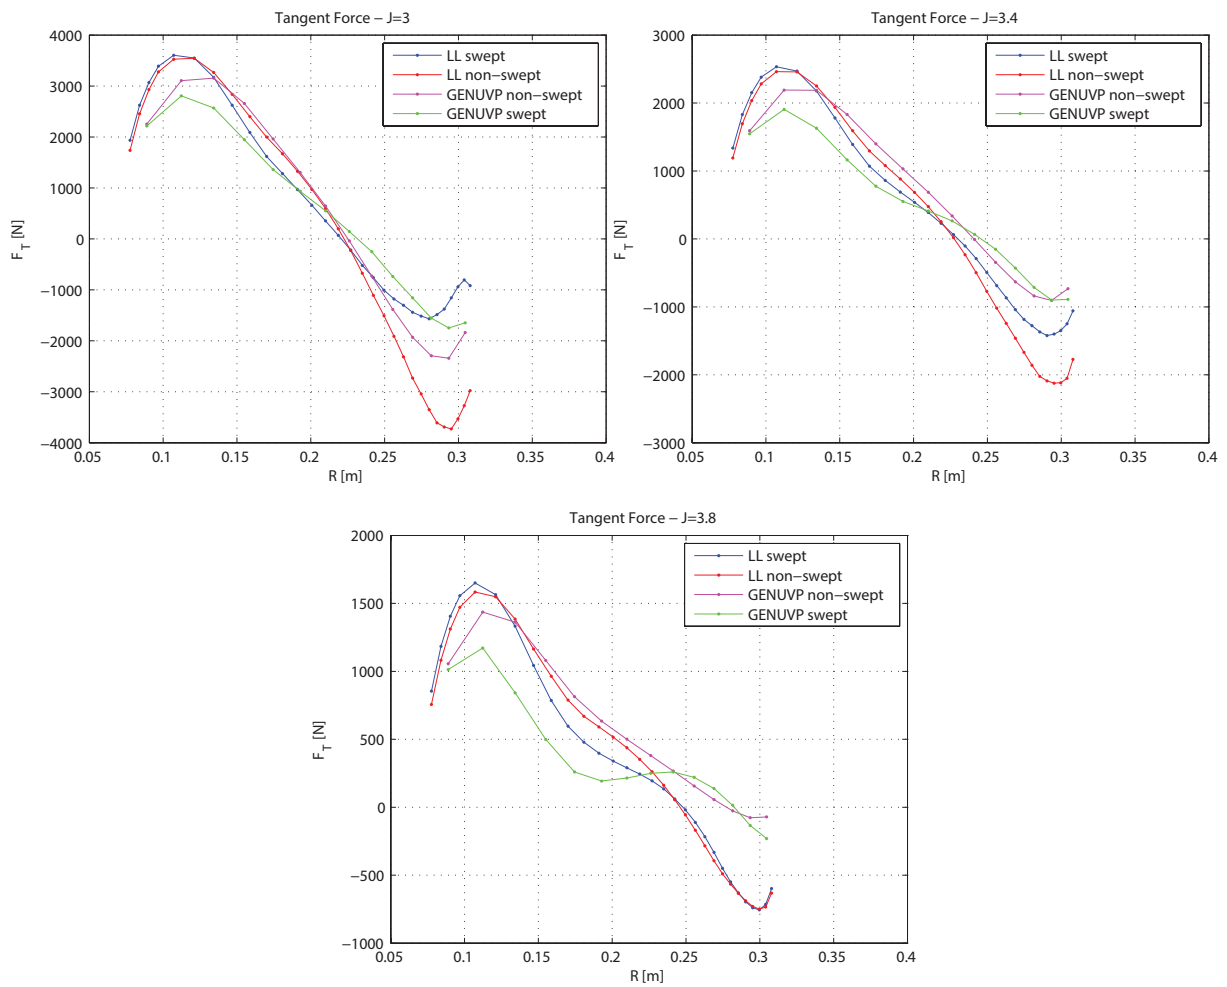 Tangent Force − J=3
4000
3000
2000
1000
0
−1000
−2000
−3000
−4000
0.05
0.1
0.15
0.2
0.25
0.3
0.35
0.4
R [m]
F_T [N]
LL swept
LL non−swept
GENUVP non−swept
GENUVP swept
Tangent Force − J=3.4
3000
2000
1000
0
−1000
−2000
−3000
0.05
0.1
0.15
0.2
0.25
0.3
0.35
0.4
R [m]
F_T [N]
LL swept
LL non−swept
GENUVP non−swept
GENUVP swept
Tangent Force − J=3.8
2000
1500
1000
500
0
−500
−1000
0.05
0.1
0.15
0.2
0.25
0.3
0.35
0.4
R [m]
F_T [N]
LL swept
LL non−swept
GENUVP non−swept
GENUVP swept